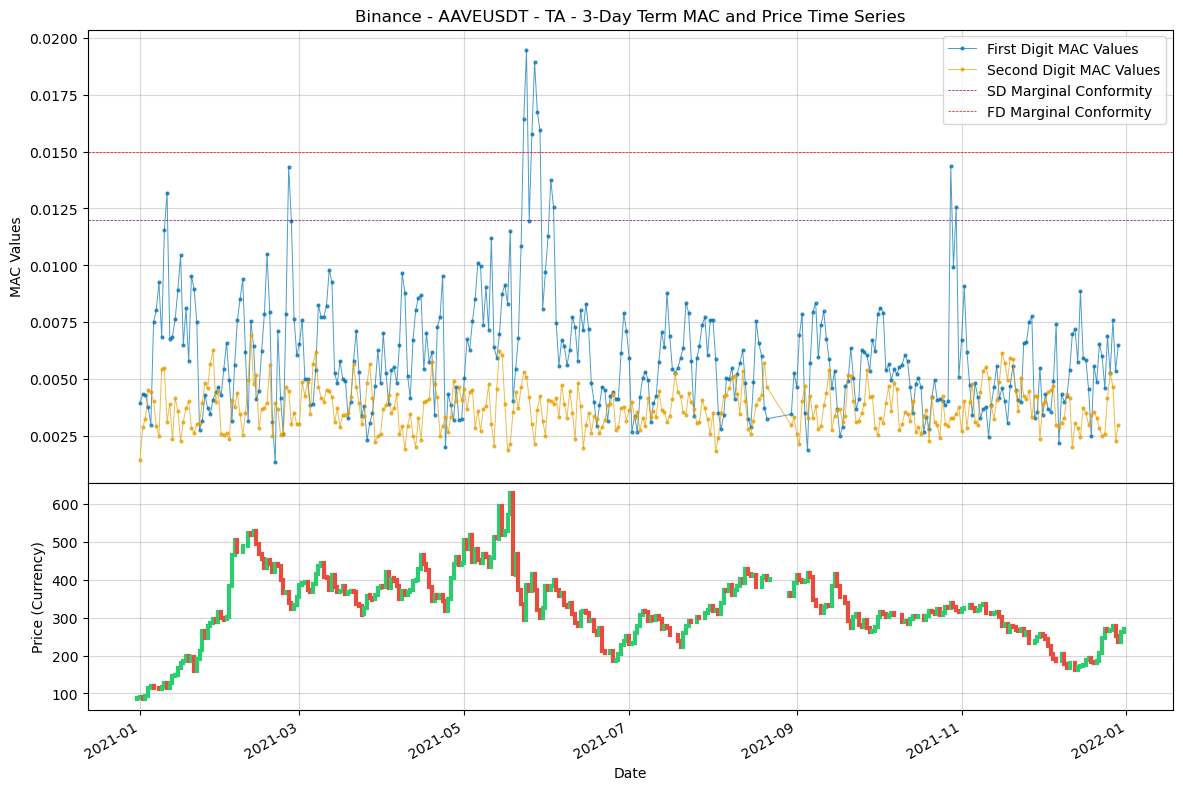 Binance - AAVEUSDT - TA - 3-Day Term MAC and Price Time Series
First Digit MAC Values
Second Digit MAC Values
SD Marginal Conformity
FD Marginal Conformity
MAC Values
0.0200
0.0175
0.0150
0.0125
0.0100
0.0075
0.0050
0.0025
Price (Currency)
600
500
400
300
200
100
2021-01
2021-03
2021-05
2021-07
2021-09
2021-11
2022-01
Date